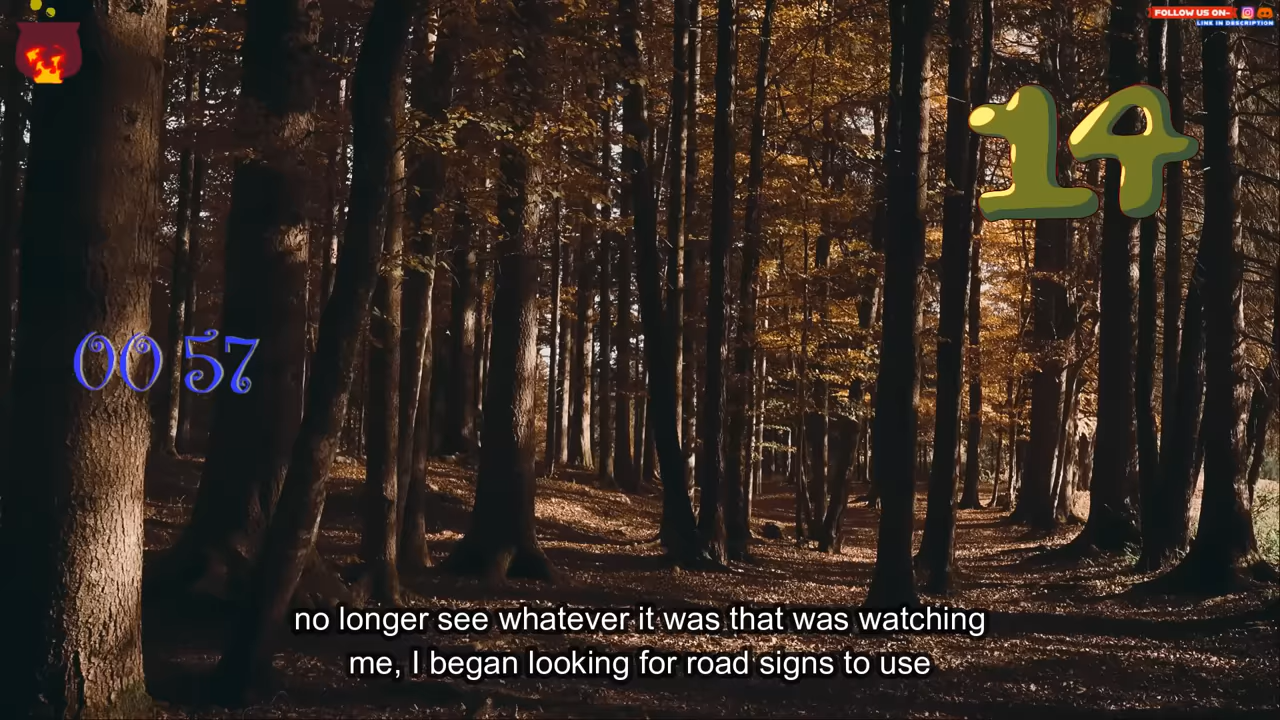 FOLLOW US ON-
LINK IN DESCRIPTION
14
00 57
no longer see whatever it was that was watching
me, I began looking for road signs to use